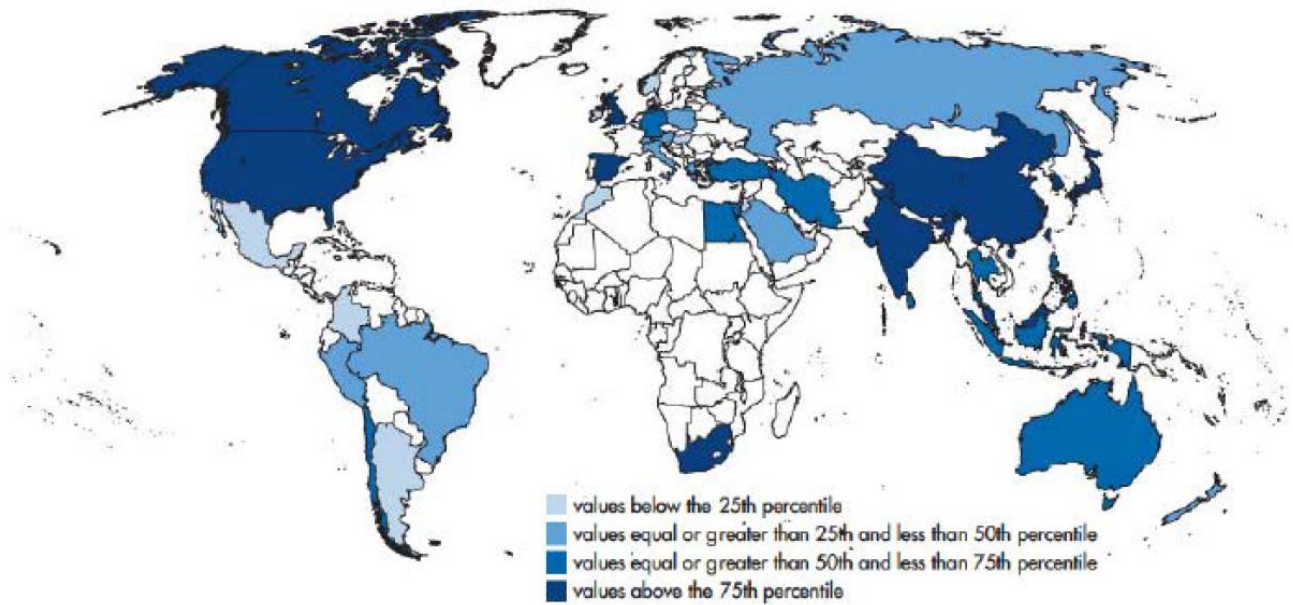 values below the 25th percentile
values equal or greater than 25th and less than 50th percentile
values equal or greater than 50th and less than 75th percentile
values above the 75th percentile